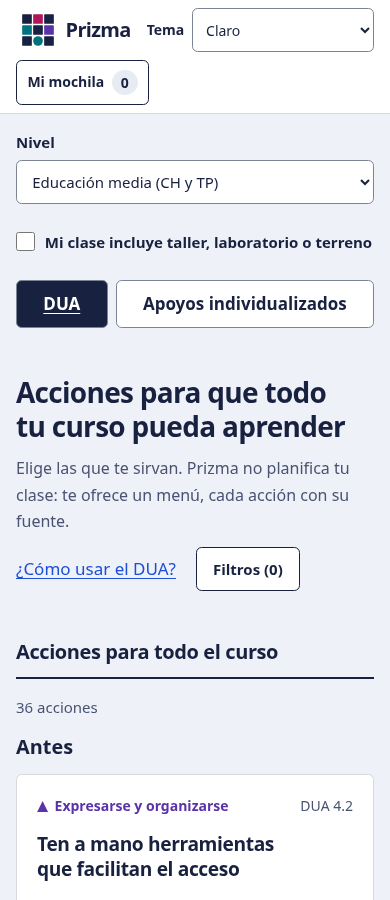 Prizma
Tema
Claro
Mi mochila 0
Nivel
Educación media (CH y TP)
Mi clase incluye taller, laboratorio o terreno
DUA
Apoyos individualizados
Acciones para que todo
tu curso pueda aprender
Elige las que te sirvan. Prizma no planifica tu
clase: te ofrece un menú, cada acción con su
fuente.
¿Cómo usar el DUA?
Filtros (0)
Acciones para todo el curso
36 acciones
Antes
Expresarse y organizarse
DUA 4.2
Ten a mano herramientas
que facilitan el acceso